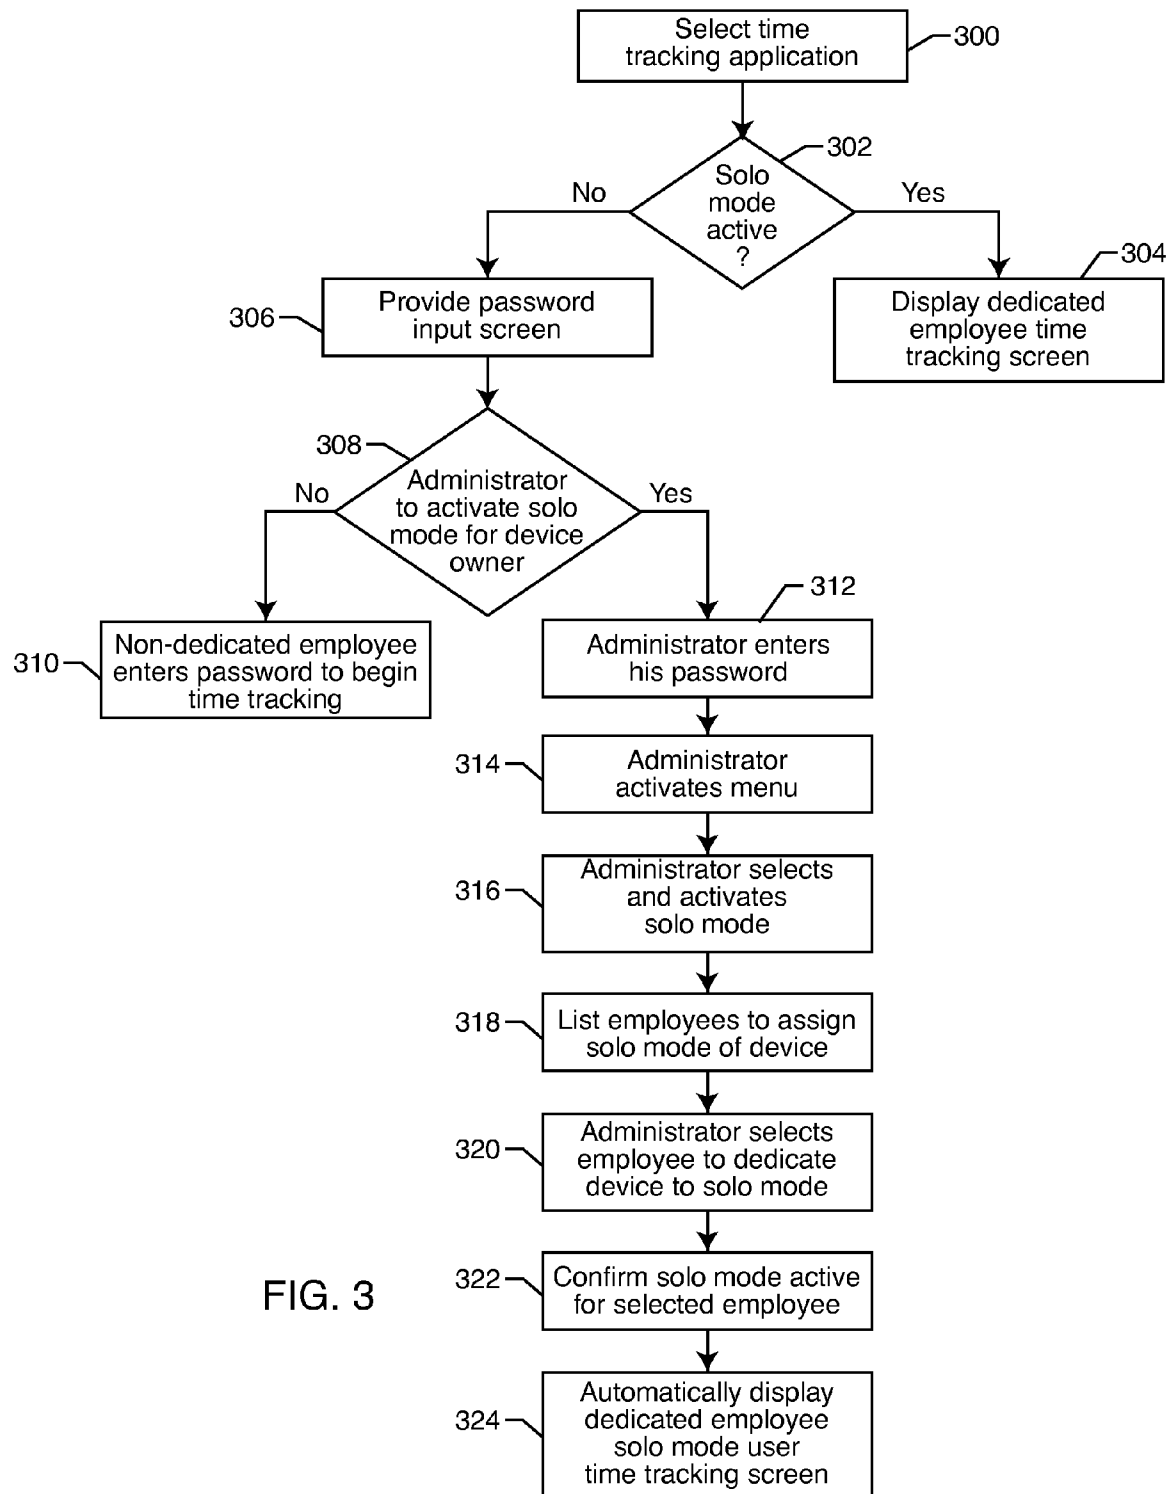 Select time
tracking application
300
302
Solo
mode
active
?
No
Yes
304
Display dedicated
employee time
tracking screen
306
Provide password
input screen
308
Administrator
to activate solo
mode for device
owner
No
Yes
310
Non-dedicated employee
enters password to begin
time tracking
312
Administrator enters
his password
314
Administrator
activates menu
316
Administrator selects
and activates
solo mode
318
List employees to assign
solo mode of device
320
Administrator selects
employee to dedicate
device to solo mode
322
Confirm solo mode active
for selected employee
FIG. 3
324
Automatically display
dedicated employee
solo mode user
time tracking screen